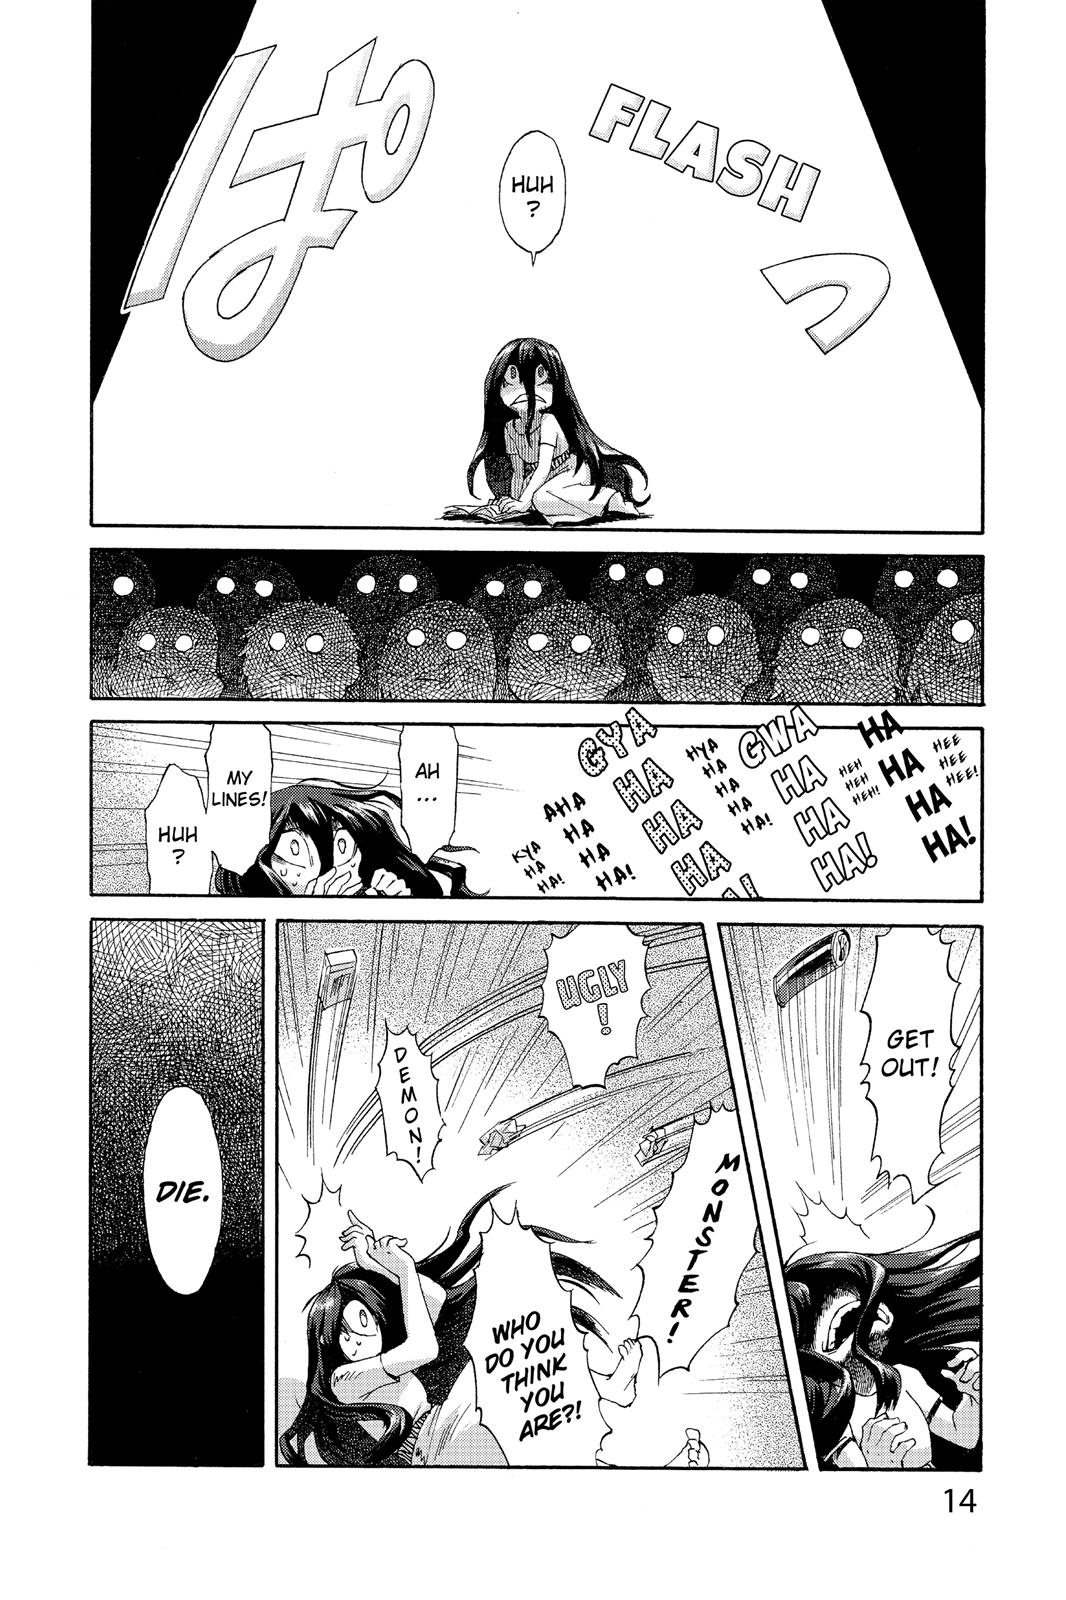 ぱっ
FLASH
HUH
?
HEE
HEE
HEE!
HA
HA
HA
HA!
HEH
HEH
HEH!
GWA
HA
HA
HA!
HYA
HA
HA
HA
HA!
GYA
HA
HA
HA
HA!
AHA
HA
HA
HA!
KYA
HA
HA!
AH
...
MY
LINES!
HUH
?
GET
OUT!
UGLY
!
MONSTER!
DEMON!
WHO
DO YOU
THINK
YOU
ARE?!
DIE.
14